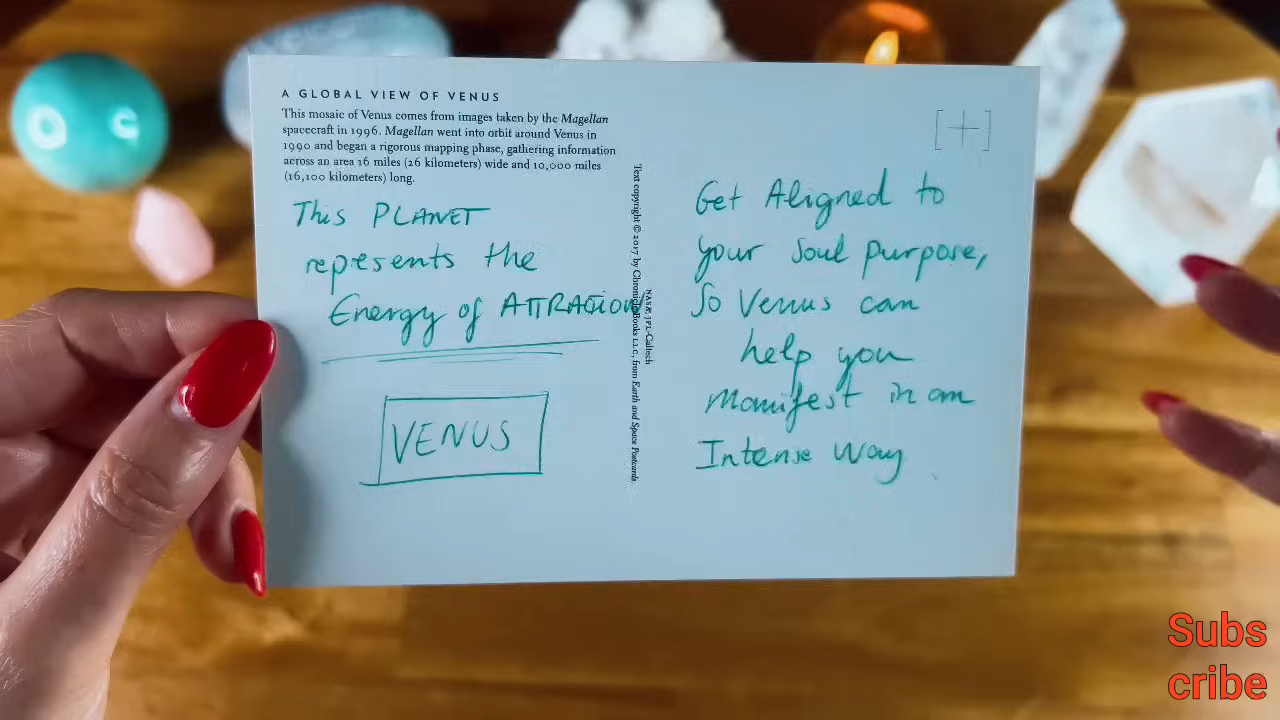 A GLOBAL VIEW OF VENUS
This mosaic of Venus comes from images taken by the Magellan
spacecraft in 1996. Magellan went into orbit around Venus in
1990 and began a rigorous mapping phase, gathering information
across an area 16 miles (26 kilometers) wide and 10,000 miles
(16,100 kilometers) long.
This PLANET
represents the
Energy of ATTRACTION
VENUS
NASA/JPL-Caltech
Text copyright © 2017 by Chronicle Books LLC, from Earth and Space Postcards.
[+]
Get Aligned to
your Soul purpose,
So Venus can
help you
Manifest in an
Intense way
Subs
cribe